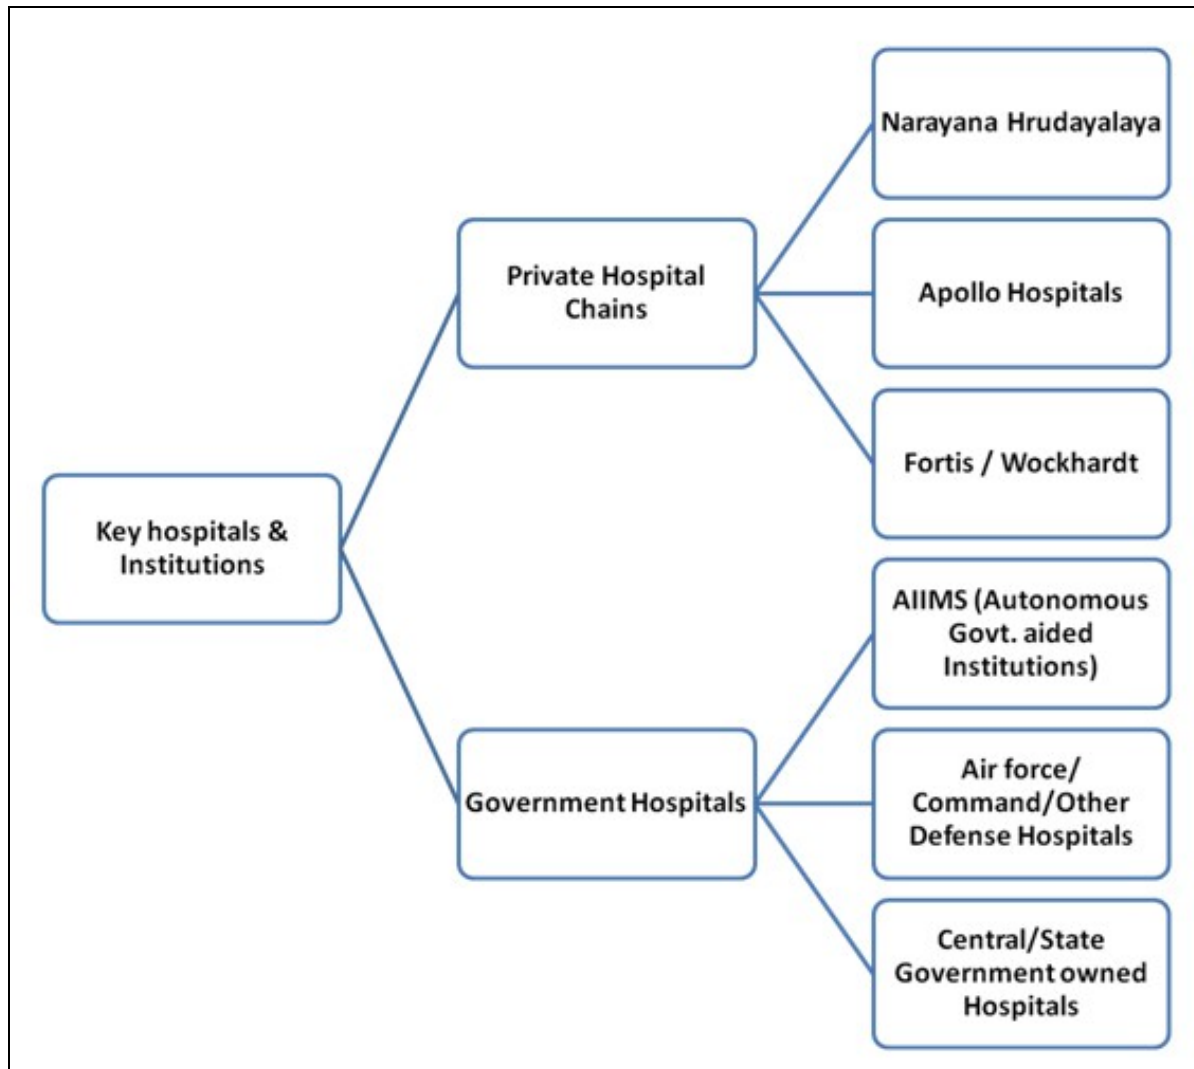 Key hospitals &
Institutions
Private Hospital
Chains
Narayana Hrudayalaya
Apollo Hospitals
Fortis / Wockhardt
Government Hospitals
AIIMS (Autonomous
Govt. aided
Institutions)
Air force/
Command/Other
Defense Hospitals
Central/State
Government owned
Hospitals